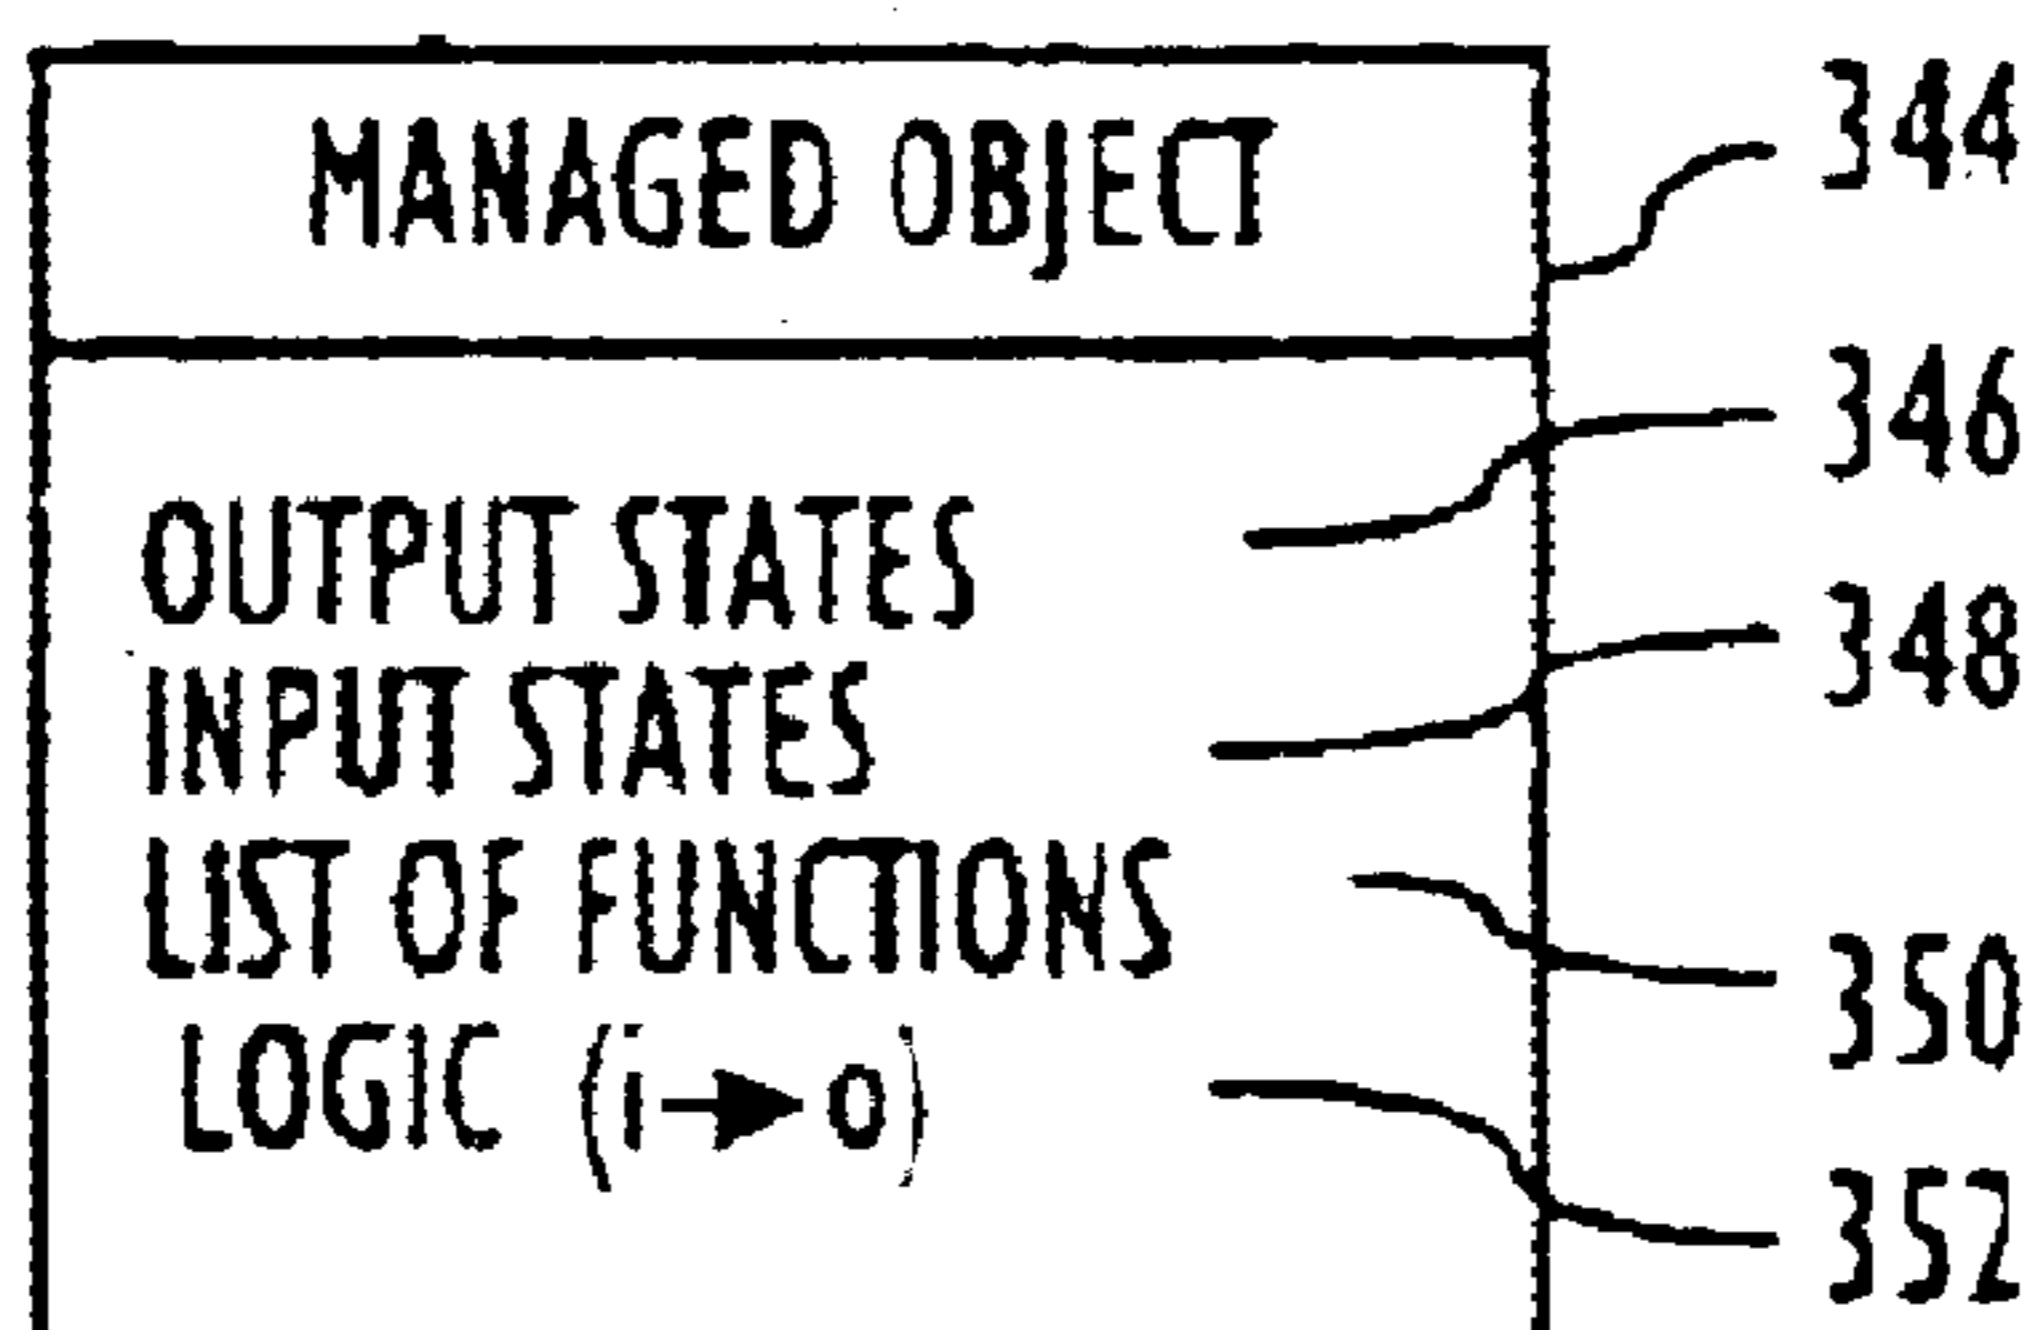 MANAGED OBJECT 344
346
OUTPUT STATES
348
INPUT STATES
LIST OF FUNCTIONS
350
LOGIC (i→o)
352